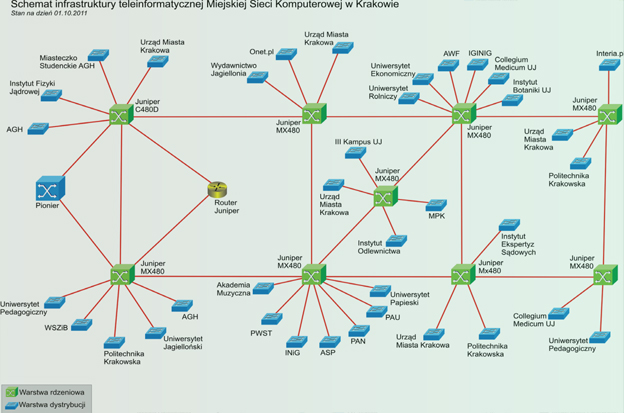 Schemat infrastruktury teleinformatycznej Miejskiej Sieci Komputerowej w Krakowie
Stan na dzień 01.10.2011
Miasteczko
Studenckie AGH
Urząd Miasta
Krakowa
Instytut Fizyki
Jądrowej
AGH
Juniper
C480D
Onet.pl
Urząd Miasta
Krakowa
Wydawnictwo
Jagiellonia
Juniper
MX480
AWF
IGINIG
Collegium
Medicum UJ
Uniwersytet
Ekonomiczny
Uniwersytet
Rolniczy
Instytut
Botaniki UJ
Juniper
MX480
Interia.pl
Juniper
MX480
Urząd
Miasta
Krakowa
Politechnika
Krakowska
III Kampus UJ
Juniper
MX480
Urząd
Miasta
Krakowa
MPK
Instytut
Odlewnictwa
Pionier
Router
Juniper
Instytut
Ekspertyz
Sądowych
Juniper
MX480
Juniper
MX480
Juniper
Mx480
Juniper
MX480
Uniwersytet
Pedagogiczny
WSZiB
Politechnika
Krakowska
Uniwersytet
Jagielloński
AGH
Akademia
Muzyczna
PWST
INiG
ASP
PAN
PAU
Uniwersytet
Papieski
Urząd
Miasta Krakowa
Politechnika
Krakowska
Collegium
Medicum UJ
Uniwersytet
Pedagogiczny
Warstwa rdzeniowa
Warstwa dystrybucji